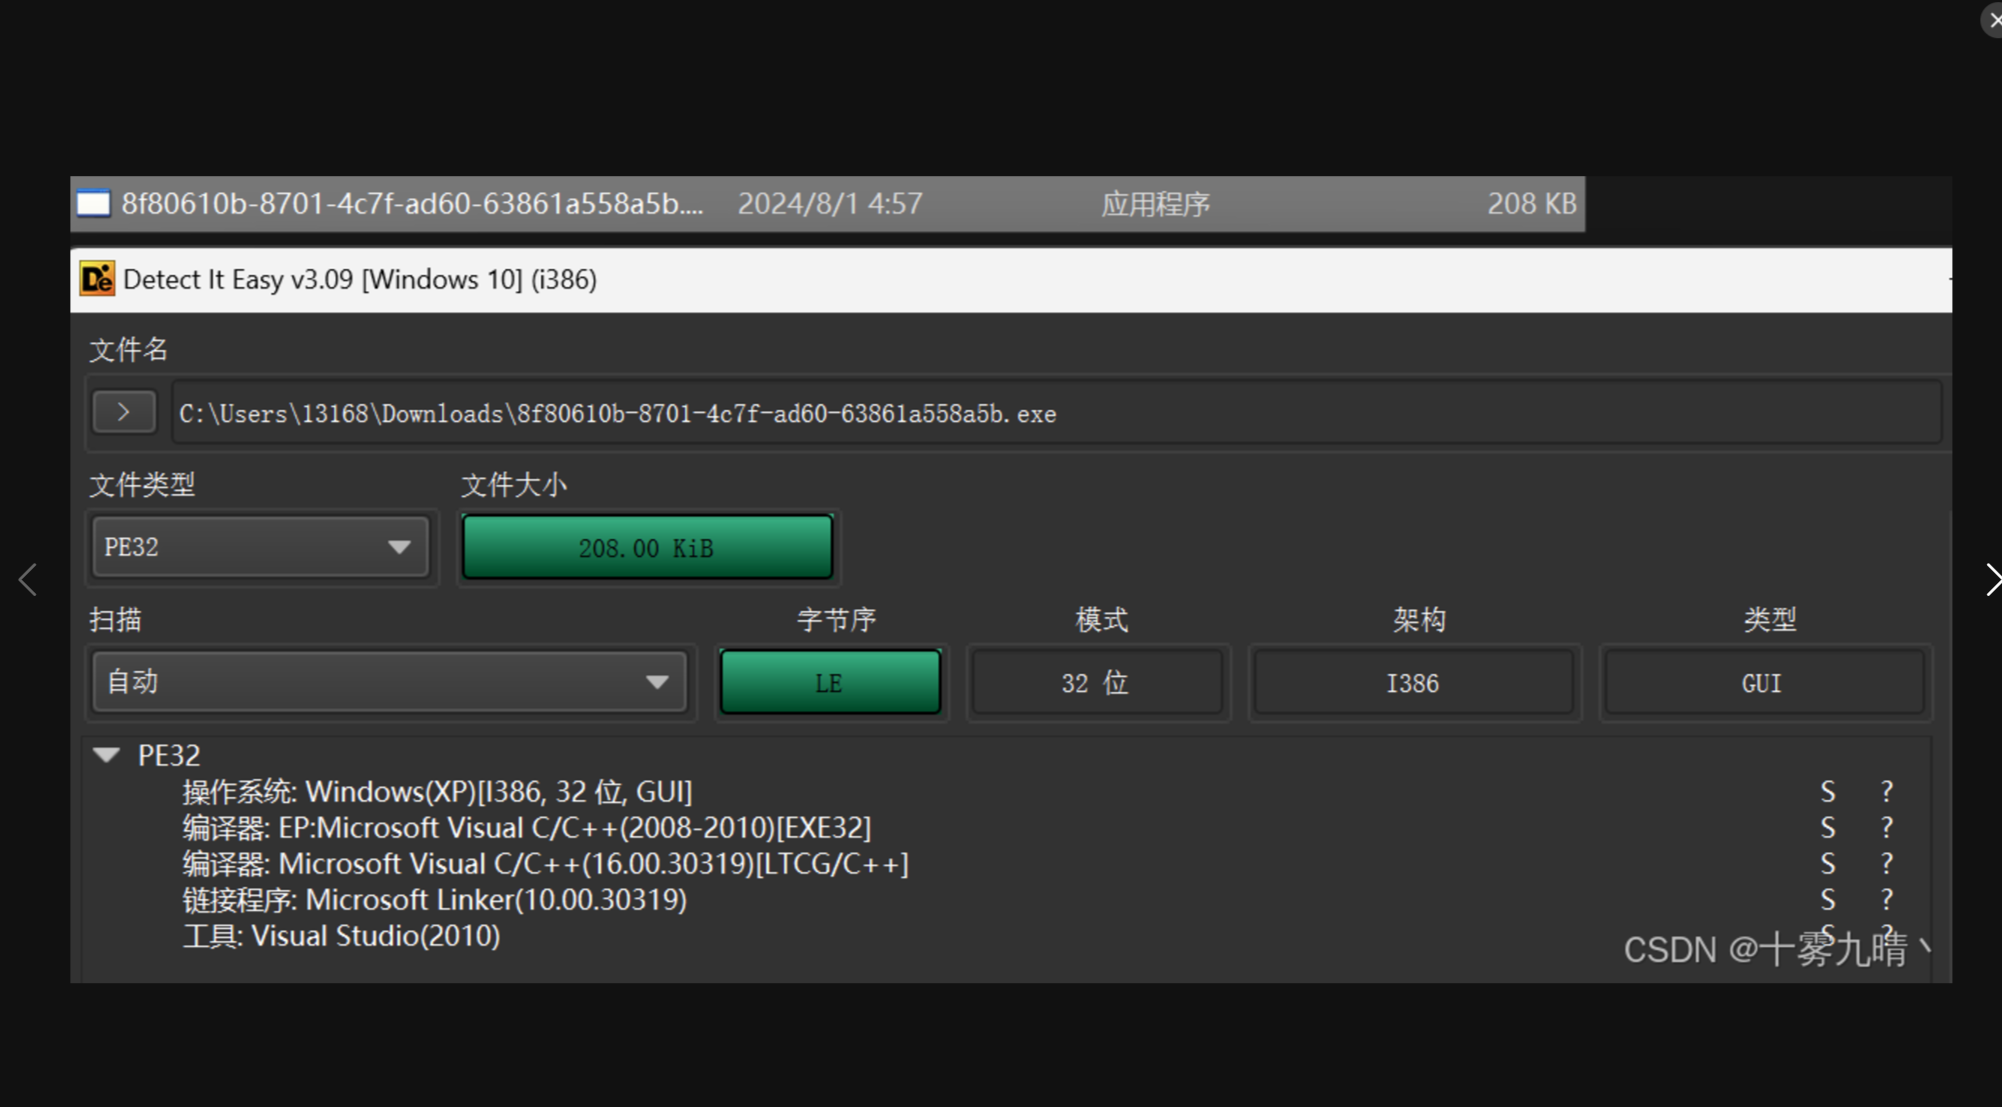 8f80610b-8701-4c7f-ad60-63861a558a5b.... 2024/8/1 4:57 应用程序 208 KB
Detect It Easy v3.09 [Windows 10] (i386)
文件名
> C:\Users\13168\Downloads\8f80610b-8701-4c7f-ad60-63861a558a5b.exe
文件类型 文件大小
PE32 208.00 KiB
扫描 字节序 模式 架构 类型
自动 LE 32 位 I386 GUI
PE32
操作系统: Windows(XP)[I386, 32 位, GUI] S ?
编译器: EP:Microsoft Visual C/C++(2008-2010)[EXE32] S ?
编译器: Microsoft Visual C/C++(16.00.30319)[LTCG/C++] S ?
链接程序: Microsoft Linker(10.00.30319) S ?
工具: Visual Studio(2010) S ?
CSDN @十雾九晴丶